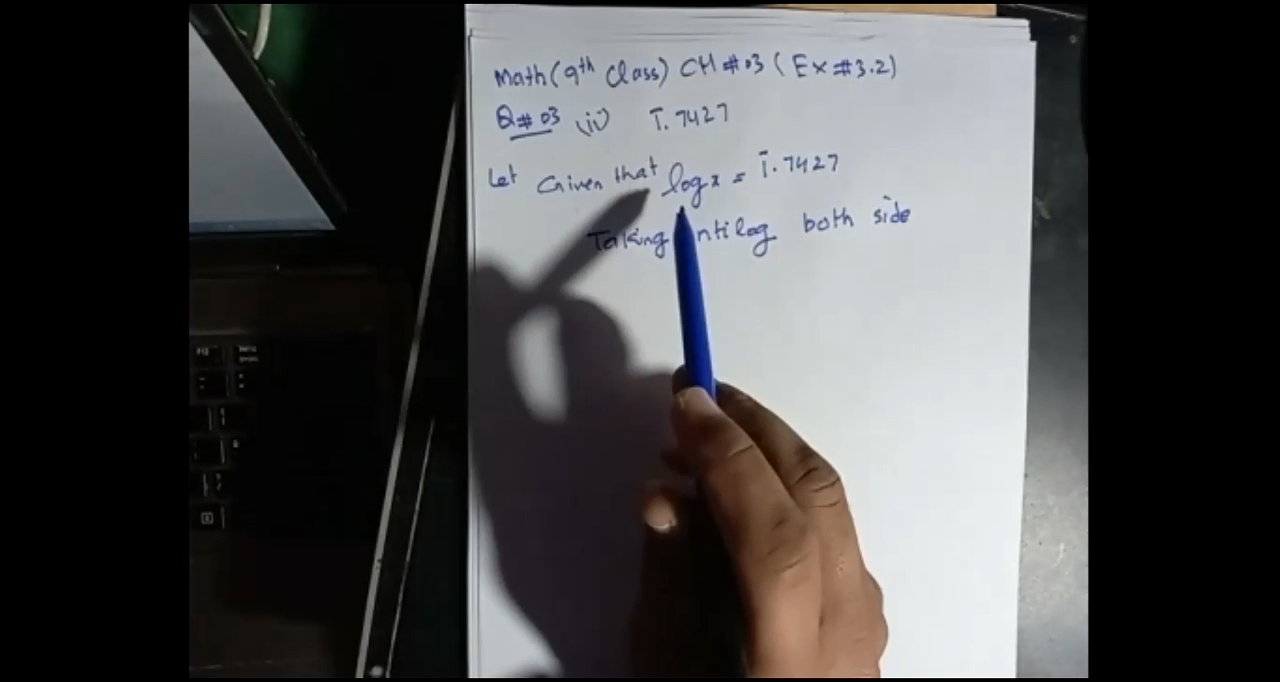 Math (9th Class) CH # 03 ( Ex # 3.2)
Q# 03 (ii) 1̄.7427
Let Given that log x = 1̄.7427
Taking antilog both side